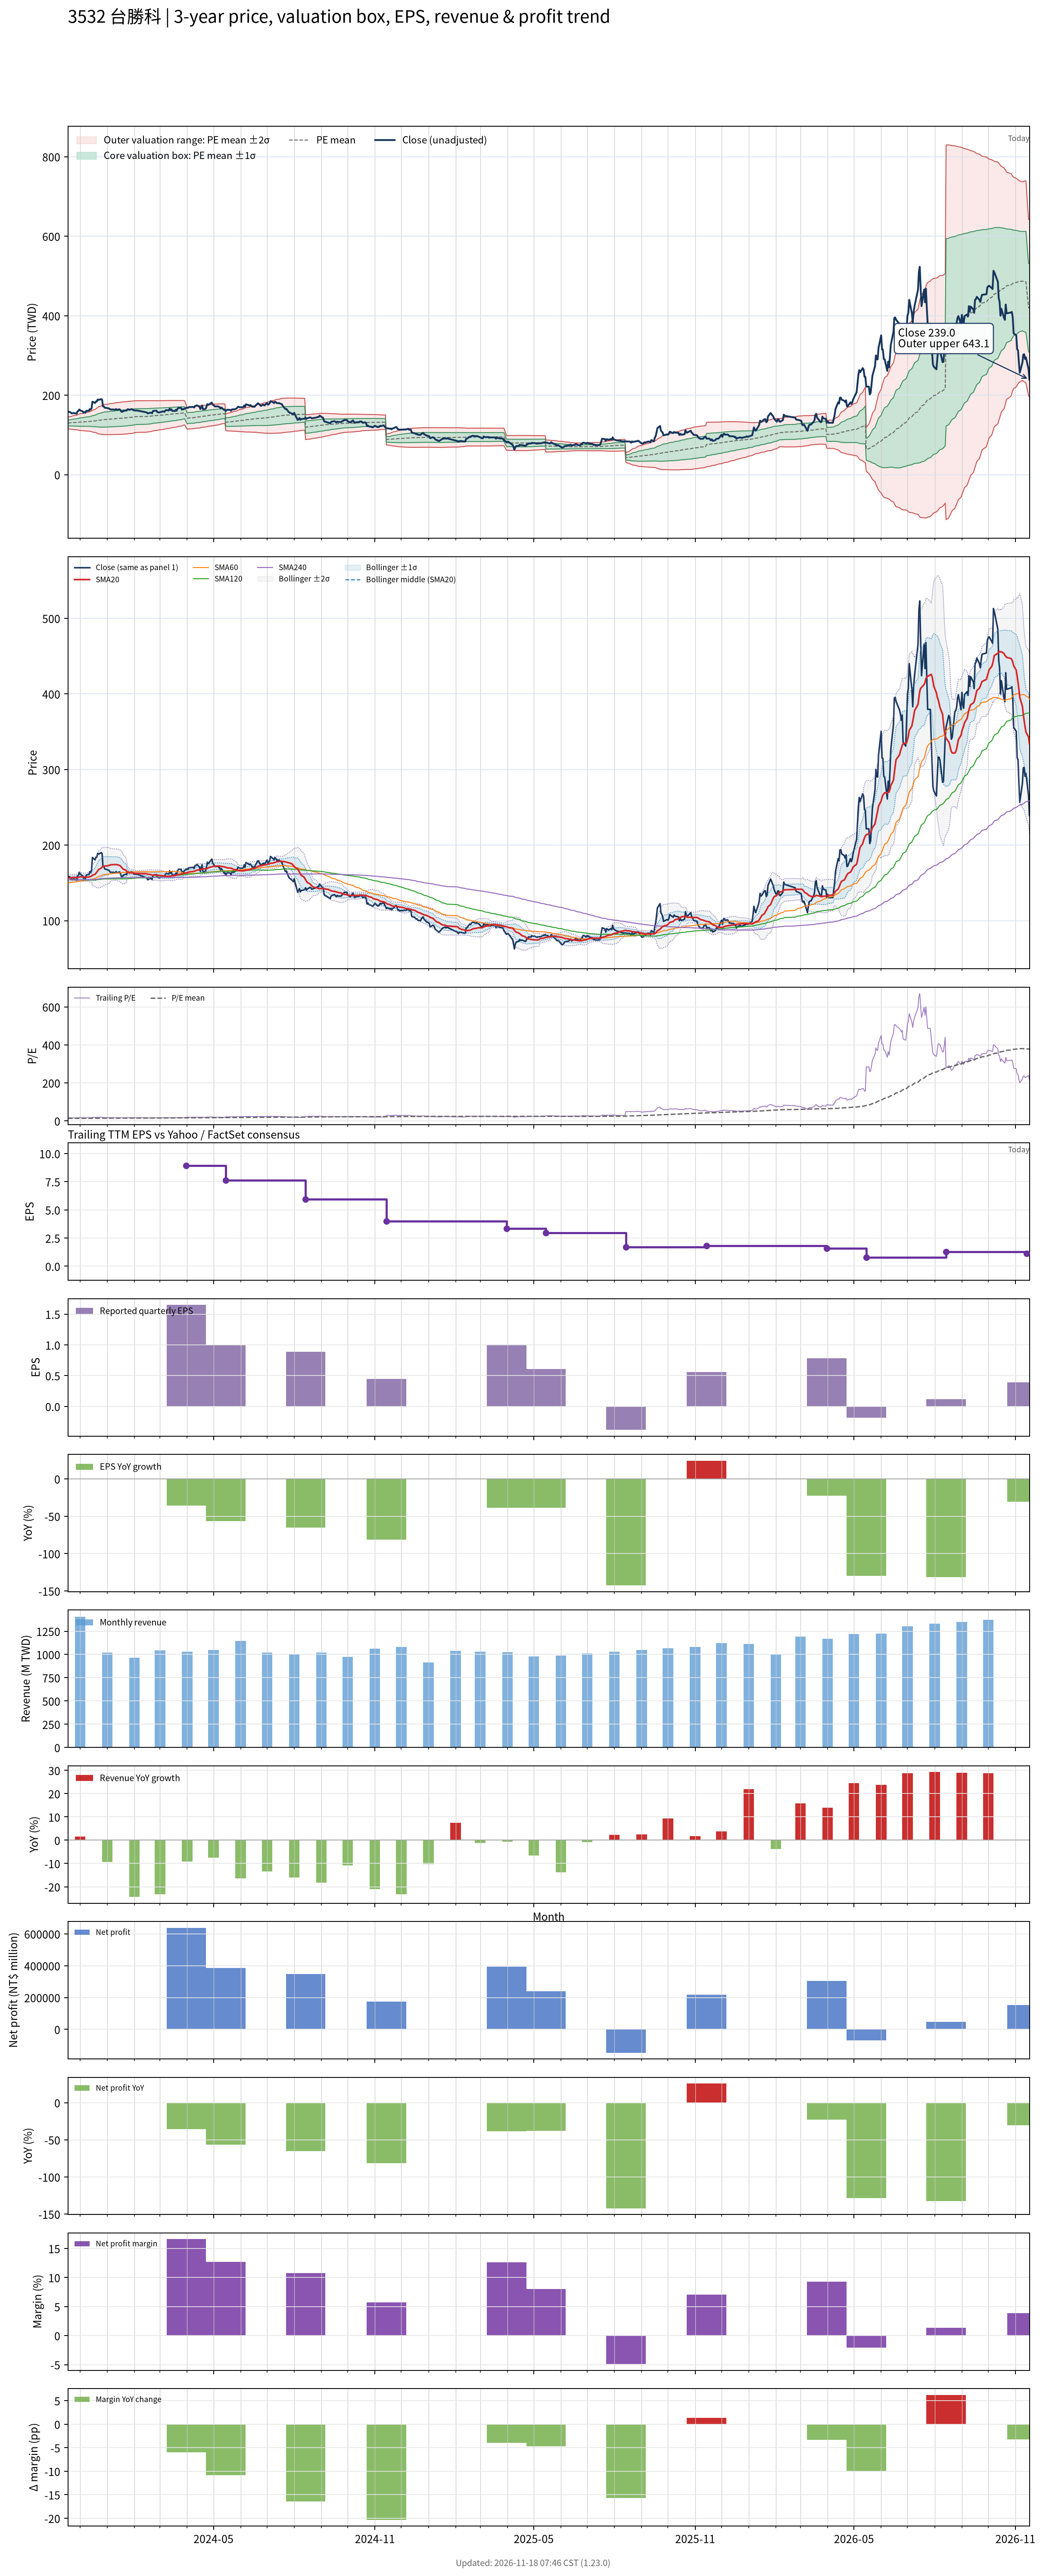 3532 台勝科 | 3-year price, valuation box, EPS, revenue & profit trend
Outer valuation range: PE mean ±2σ
Core valuation box: PE mean ±1σ
PE mean
Close (unadjusted)
Today
800
600
400
200
0
Price (TWD)
Close 239.0
Outer upper 643.1
Close (same as panel 1)
SMA20
SMA60
SMA120
SMA240
Bollinger ±2σ
Bollinger ±1σ
Bollinger middle (SMA20)
500
400
300
200
100
Price
Trailing P/E
P/E mean
600
400
200
0
P/E
Trailing TTM EPS vs Yahoo / FactSet consensus
Today
10.0
7.5
5.0
2.5
0.0
EPS
Reported quarterly EPS
1.5
1.0
0.5
0.0
EPS
EPS YoY growth
0
-50
-100
-150
YoY (%)
Monthly revenue
1250
1000
750
500
250
0
Revenue (M TWD)
Revenue YoY growth
30
20
10
0
-10
-20
YoY (%)
Month
Net profit
600000
400000
200000
0
Net profit (NT$ million)
Net profit YoY
0
-50
-100
-150
YoY (%)
Net profit margin
15
10
5
0
-5
Margin (%)
Margin YoY change
5
0
-5
-10
-15
-20
Δ margin (pp)
2024-05
2024-11
2025-05
2025-11
2026-05
2026-11
Updated: 2026-11-18 07:46 CST (1.23.0)